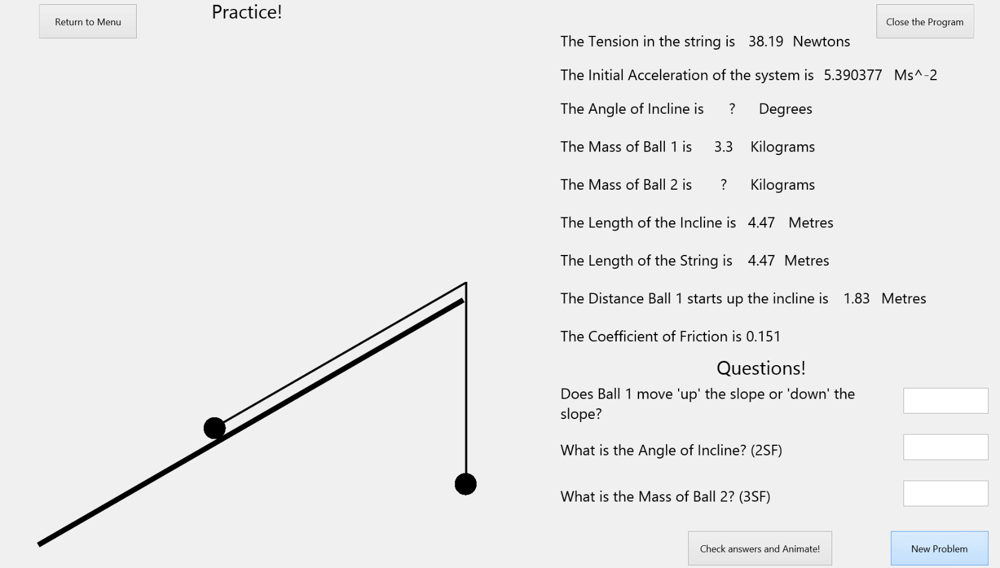 Return to Menu
Practice!
Close the Program
The Tension in the string is 38.19 Newtons
The Initial Acceleration of the system is 5.390377 Ms^-2
The Angle of Incline is ? Degrees
The Mass of Ball 1 is 3.3 Kilograms
The Mass of Ball 2 is ? Kilograms
The Length of the Incline is 4.47 Metres
The Length of the String is 4.47 Metres
The Distance Ball 1 starts up the incline is 1.83 Metres
The Coefficient of Friction is 0.151
Questions!
Does Ball 1 move 'up' the slope or 'down' the
slope?
What is the Angle of Incline? (2SF)
What is the Mass of Ball 2? (3SF)
Check answers and Animate!
New Problem